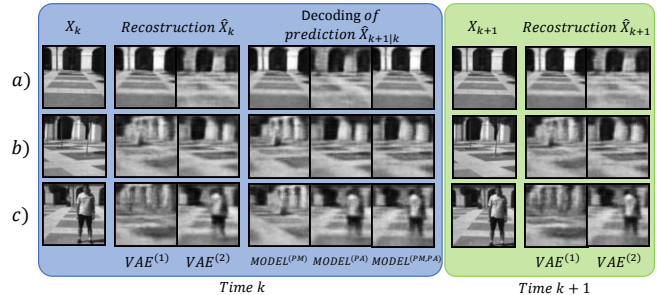 X_k Recostruction X̂_k Decoding of prediction X̂_{k+1|k} X_{k+1} Reconstruction X̂_{k+1}
a)
b)
c)
VAE^(1) VAE^(2) MODEL^(PM) MODEL^(PA) MODEL^(PM,PA) VAE^(1) VAE^(2)
Time k Time k + 1